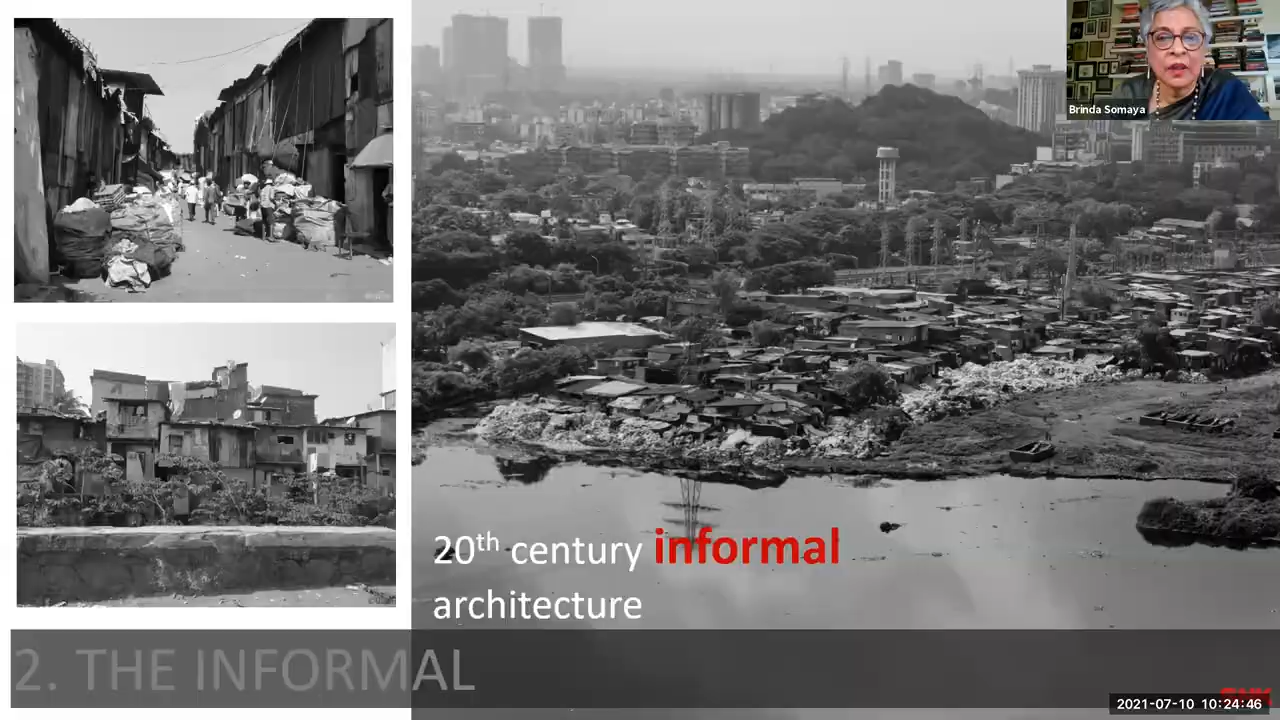 Brinda Somaya
20th century informal
architecture
2. THE INFORMAL
2021-07-10 10:24:46